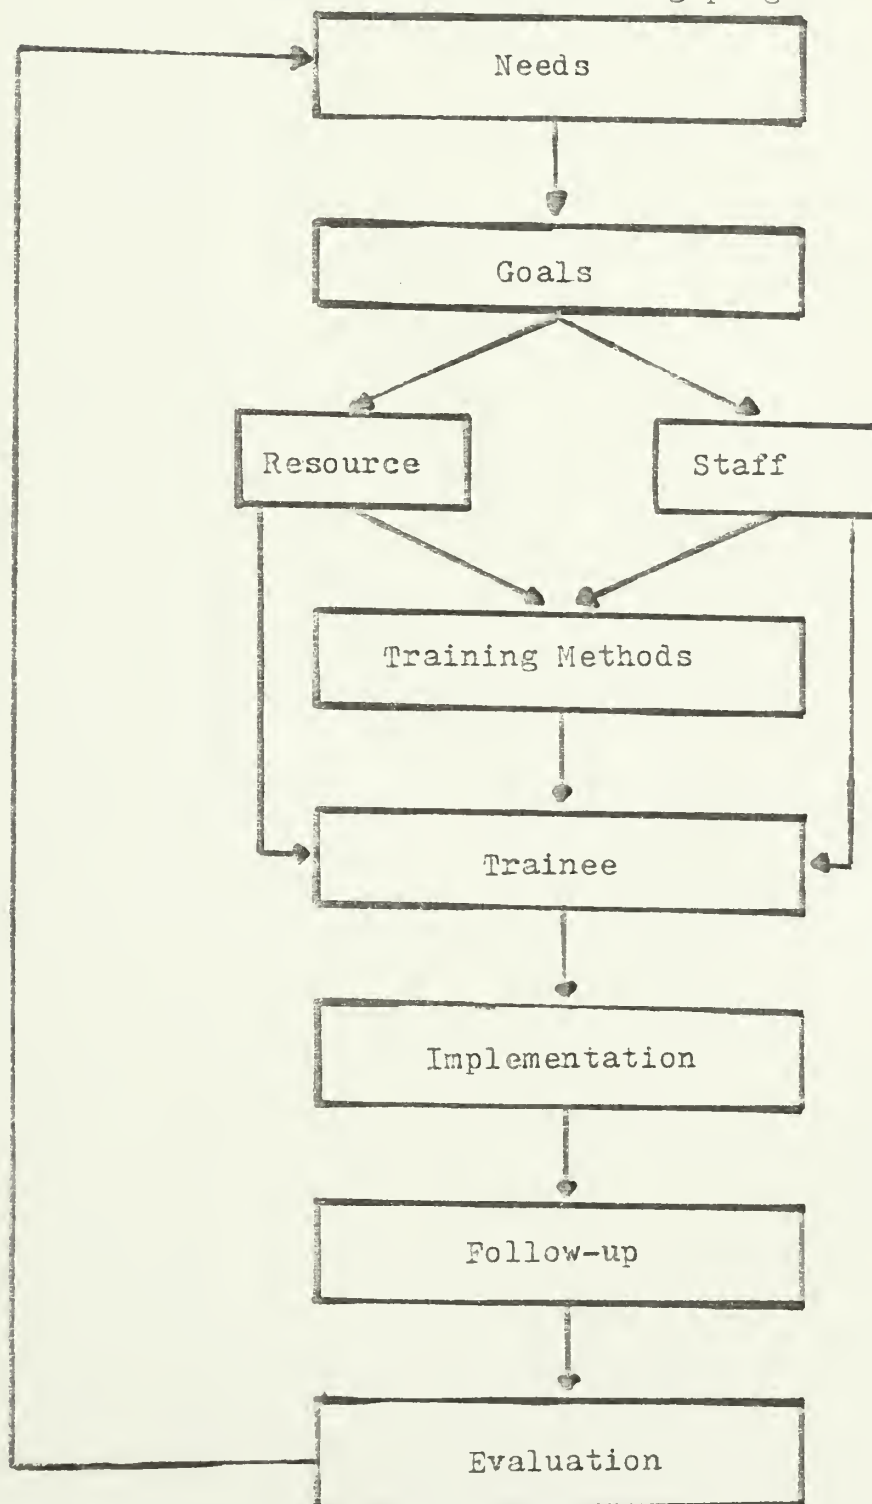 Needs
Goals
Resource
Staff
Training Methods
Trainee
Implementation
Follow-up
Evaluation